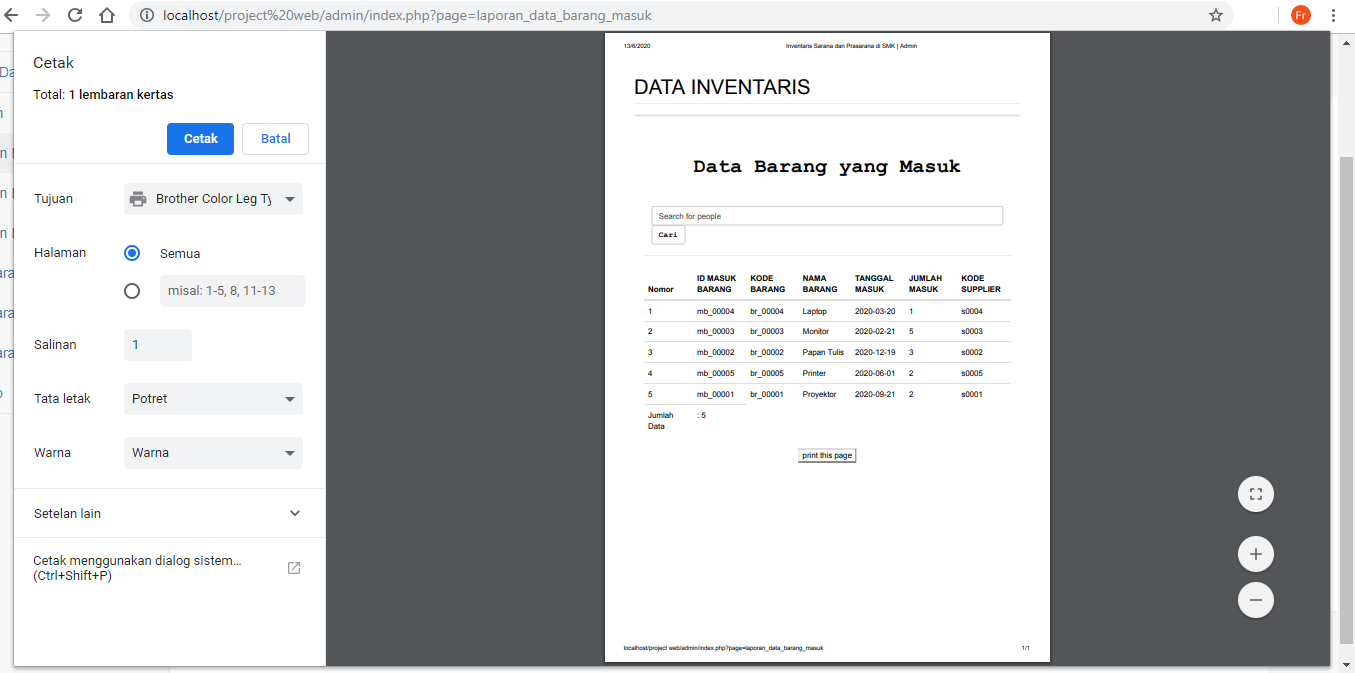 localhost/project%20web/admin/index.php?page=laporan_data_barang_masuk
Fr
Cetak
Total: 1 lembaran kertas
Cetak Batal
Tujuan Brother Color Leg Ty
Halaman Semua
misal: 1-5, 8, 11-13
Salinan 1
Tata letak Potret
Warna Warna
Setelan lain
Cetak menggunakan dialog sistem...
(Ctrl+Shift+P)
13/6/2020 Inventaris Sarana dan Prasarana di SMK | Admin
DATA INVENTARIS
Data Barang yang Masuk
Search for people
Cari
Nomor ID MASUK BARANG KODE BARANG NAMA BARANG TANGGAL MASUK JUMLAH MASUK KODE SUPPLIER
1 mb_00004 br_00004 Laptop 2020-03-20 1 s0004
2 mb_00003 br_00003 Monitor 2020-02-21 5 s0003
3 mb_00002 br_00002 Papan Tulis 2020-12-19 3 s0002
4 mb_00005 br_00005 Printer 2020-06-01 2 s0005
5 mb_00001 br_00001 Proyektor 2020-09-21 2 s0001
Jumlah Data : 5
print this page
localhost/project web/admin/index.php?page=laporan_data_barang_masuk 1/1